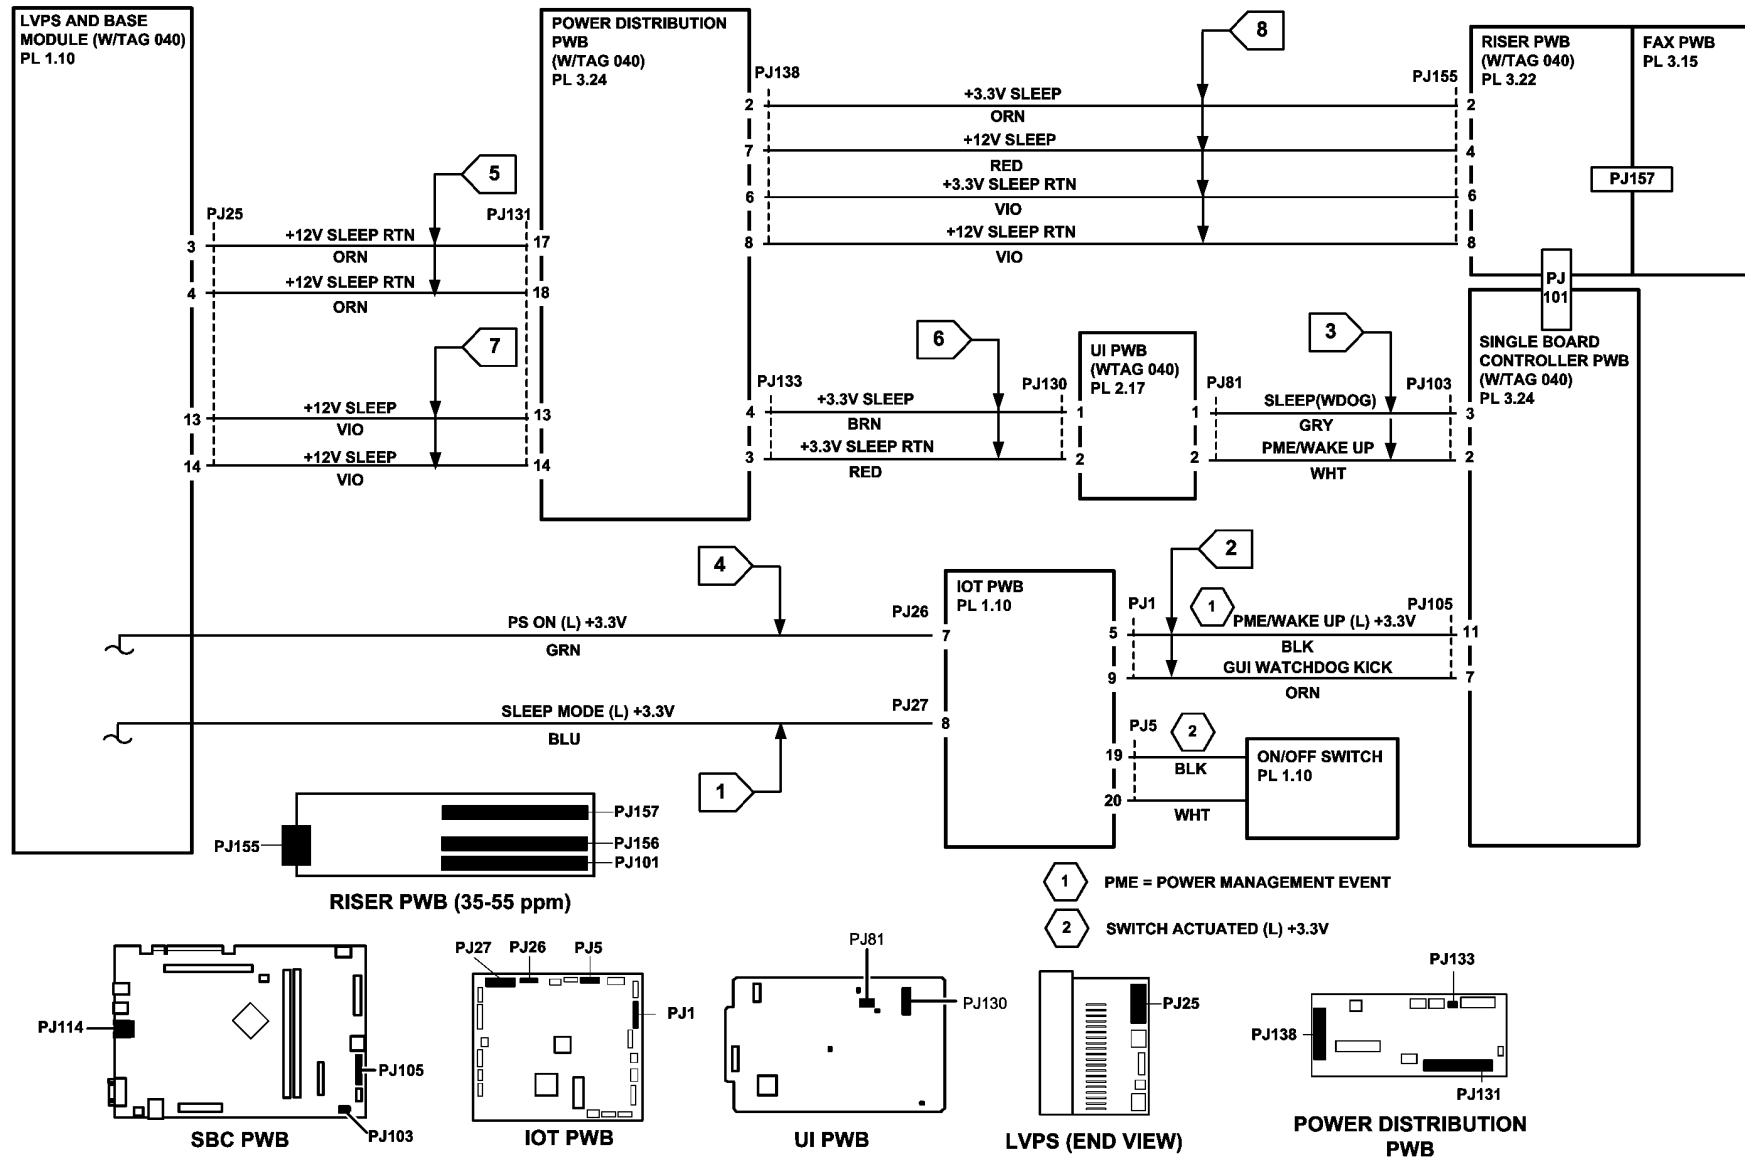 LVPS AND BASE
MODULE (W/TAG 040)
PL 1.10
POWER DISTRIBUTION
PWB
(W/TAG 040)
PL 3.24
8
RISER PWB
(W/TAG 040)
PL 3.22
FAX PWB
PL 3.15
PJ138
PJ155
2
+3.3V SLEEP
ORN
2
7
+12V SLEEP
RED
4
6
+3.3V SLEEP RTN
VIO
6
8
+12V SLEEP RTN
VIO
8
PJ157
5
PJ25
PJ131
3
+12V SLEEP RTN
ORN
17
4
+12V SLEEP RTN
ORN
18
7
13
+12V SLEEP
VIO
13
14
+12V SLEEP
VIO
14
PJ
101
6
3
UI PWB
(WTAG 040)
PL 2.17
SINGLE BOARD
CONTROLLER PWB
(W/TAG 040)
PL 3.24
PJ133
PJ130
PJ81
PJ103
4
+3.3V SLEEP
BRN
1
1
SLEEP(WDOG)
GRY
3
3
+3.3V SLEEP RTN
RED
2
2
PME/WAKE UP
WHT
2
4
2
IOT PWB
PL 1.10
PJ26
PJ1
1
PJ105
PS ON (L) +3.3V
GRN
7
5
PME/WAKE UP (L) +3.3V
BLK
11
9
GUI WATCHDOG KICK
ORN
7
PJ27
SLEEP MODE (L) +3.3V
BLU
8
PJ5
2
19
BLK
20
WHT
ON/OFF SWITCH
PL 1.10
1
PJ155
PJ157
PJ156
PJ101
RISER PWB (35-55 ppm)
1
PME = POWER MANAGEMENT EVENT
2
SWITCH ACTUATED (L) +3.3V
PJ114
PJ105
PJ103
SBC PWB
PJ27
PJ26
PJ5
PJ1
IOT PWB
PJ81
PJ130
UI PWB
PJ25
LVPS (END VIEW)
PJ133
PJ138
PJ131
POWER DISTRIBUTION
PWB